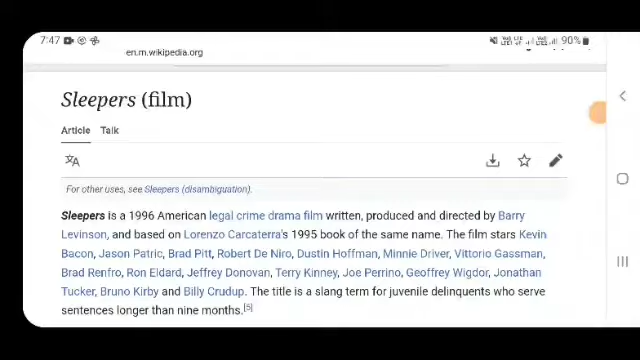 7:47 90%
en.m.wikipedia.org
Sleepers (film)
Article Talk
For other uses, see Sleepers (disambiguation).
Sleepers is a 1996 American legal crime drama film written, produced and directed by Barry
Levinson, and based on Lorenzo Carcaterra's 1995 book of the same name. The film stars Kevin
Bacon, Jason Patric, Brad Pitt, Robert De Niro, Dustin Hoffman, Minnie Driver, Vittorio Gassman,
Brad Renfro, Ron Eldard, Jeffrey Donovan, Terry Kinney, Joe Perrino, Geoffrey Wigdor, Jonathan
Tucker, Bruno Kirby and Billy Crudup. The title is a slang term for juvenile delinquents who serve
sentences longer than nine months.[5]